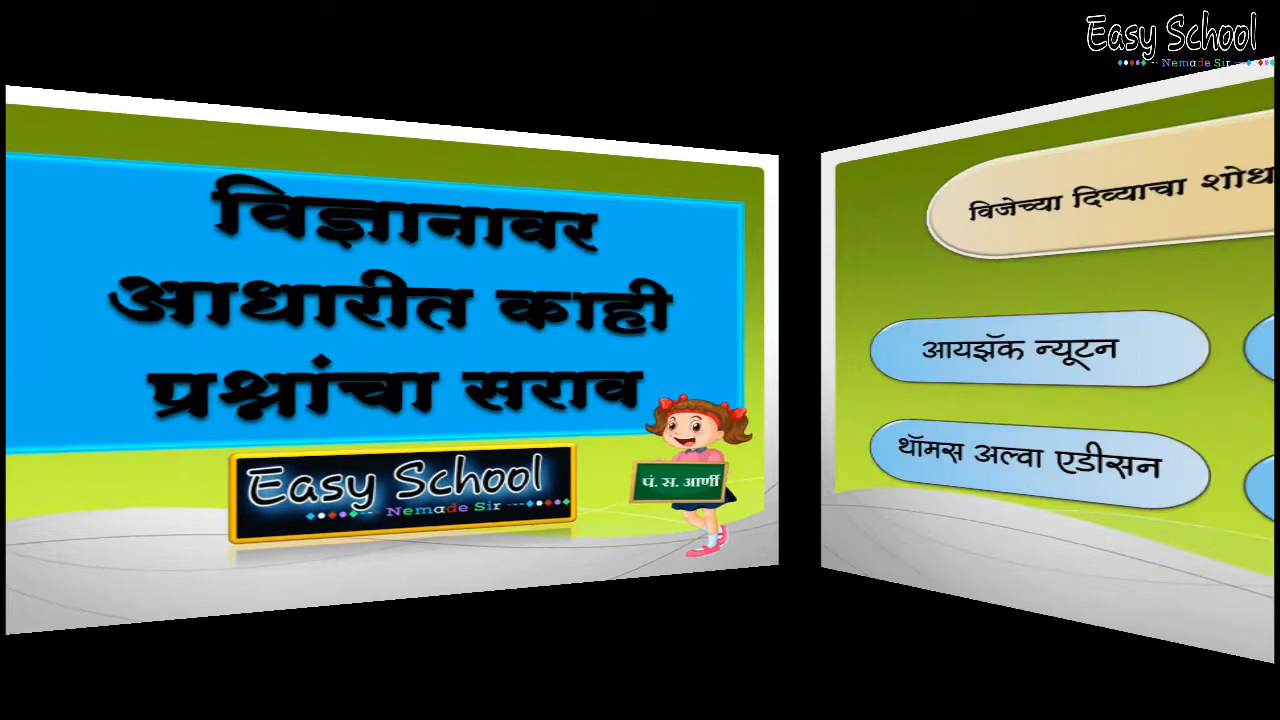 Easy School
Nemade Sir
विज्ञानावर
आधारीत काही
प्रश्नांचा सराव
Easy School
Nemade Sir
पं. स. आर्णी
विजेच्या दिव्याचा शोध
आयझॅक न्यूटन
थॉमस अल्वा एडीसन